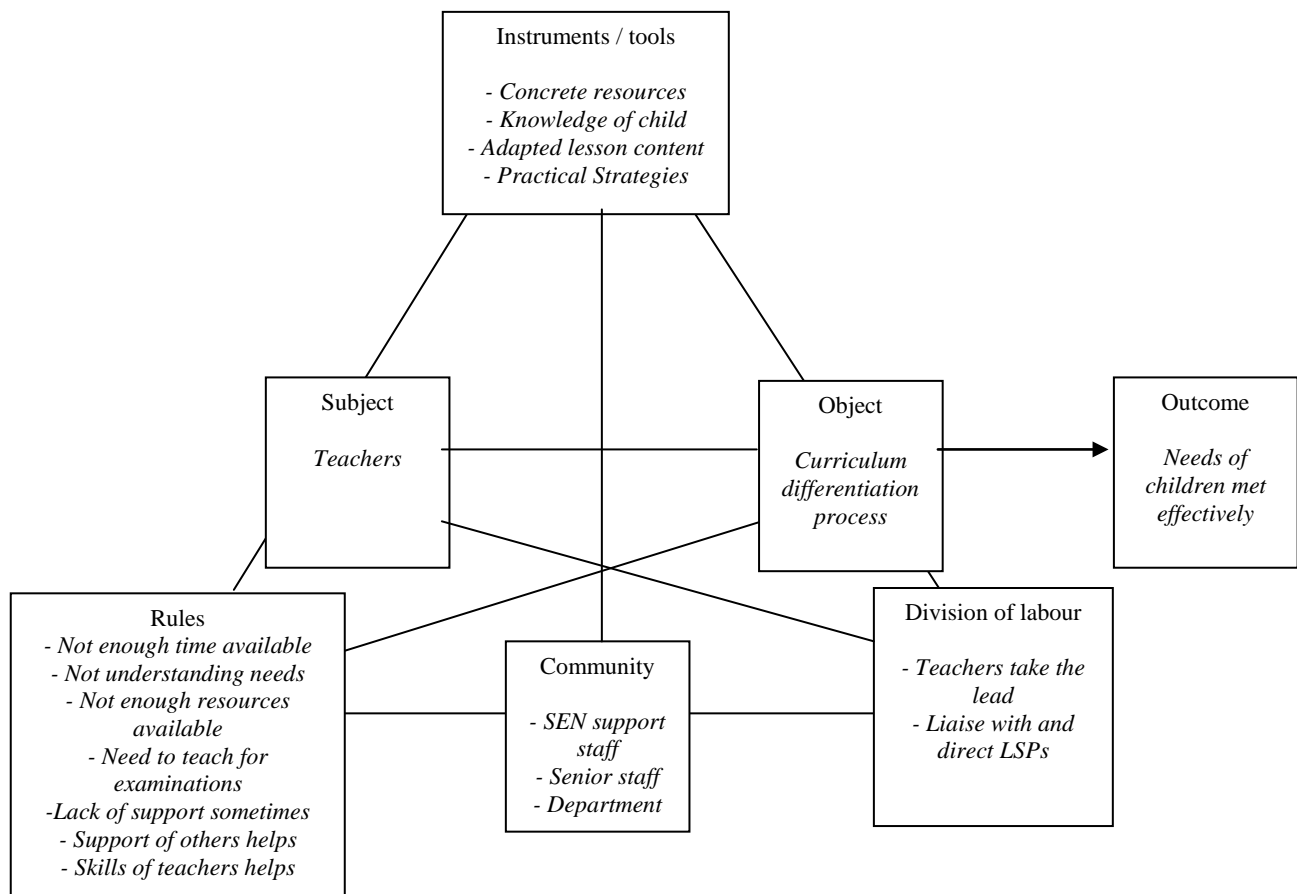 Instruments / tools
- Concrete resources
- Knowledge of child
- Adapted lesson content
- Practical Strategies
Subject
Teachers
Object
Curriculum
differentiation
process
Outcome
Needs of
children met
effectively
Rules
- Not enough time available
- Not understanding needs
- Not enough resources
available
- Need to teach for
examinations
-Lack of support sometimes
- Support of others helps
- Skills of teachers helps
Community
- SEN support
staff
- Senior staff
- Department
Division of labour
- Teachers take the
lead
- Liaise with and
direct LSPs